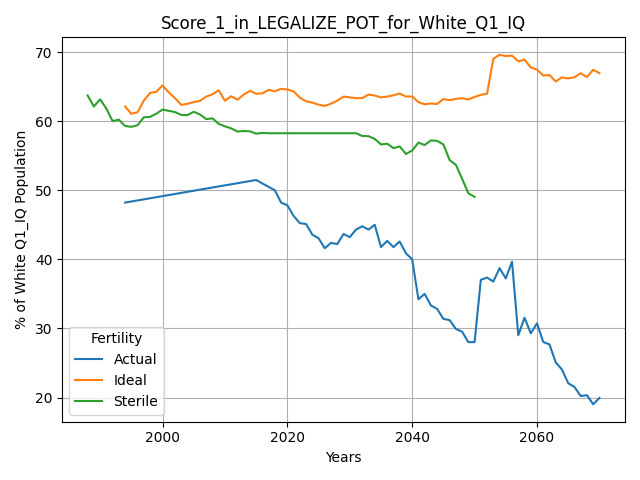 Score_1_in_LEGALIZE_POT_for_White_Q1_IQ
% of White Q1_IQ Population
70
60
50
40
30
20
Fertility
Actual
Ideal
Sterile
2000 2020 2040 2060
Years